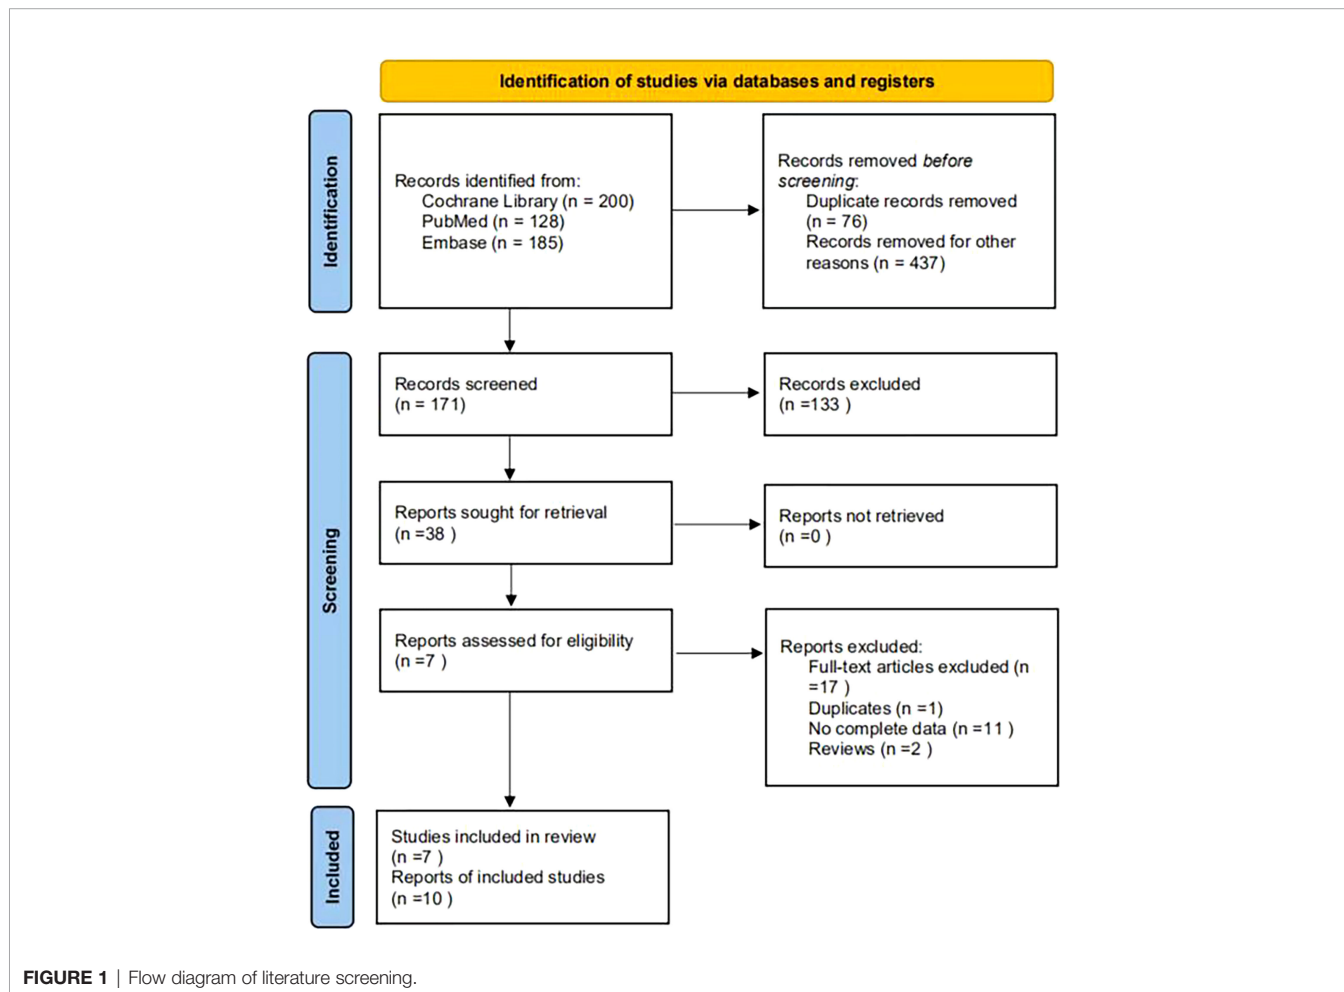 Identification of studies via databases and registers
Identification
Records identified from:
Cochrane Library (n = 200)
PubMed (n = 128)
Embase (n = 185)
Records removed before
screening:
Duplicate records removed
(n = 76)
Records removed for other
reasons (n = 437)
Screening
Records screened
(n = 171)
Records excluded
(n =133 )
Reports sought for retrieval
(n =38 )
Reports not retrieved
(n =0 )
Reports assessed for eligibility
(n =7 )
Reports excluded:
Full-text articles excluded (n
=17 )
Duplicates (n =1)
No complete data (n =11 )
Reviews (n =2 )
Included
Studies included in review
(n =7 )
Reports of included studies
(n =10 )
FIGURE 1 | Flow diagram of literature screening.